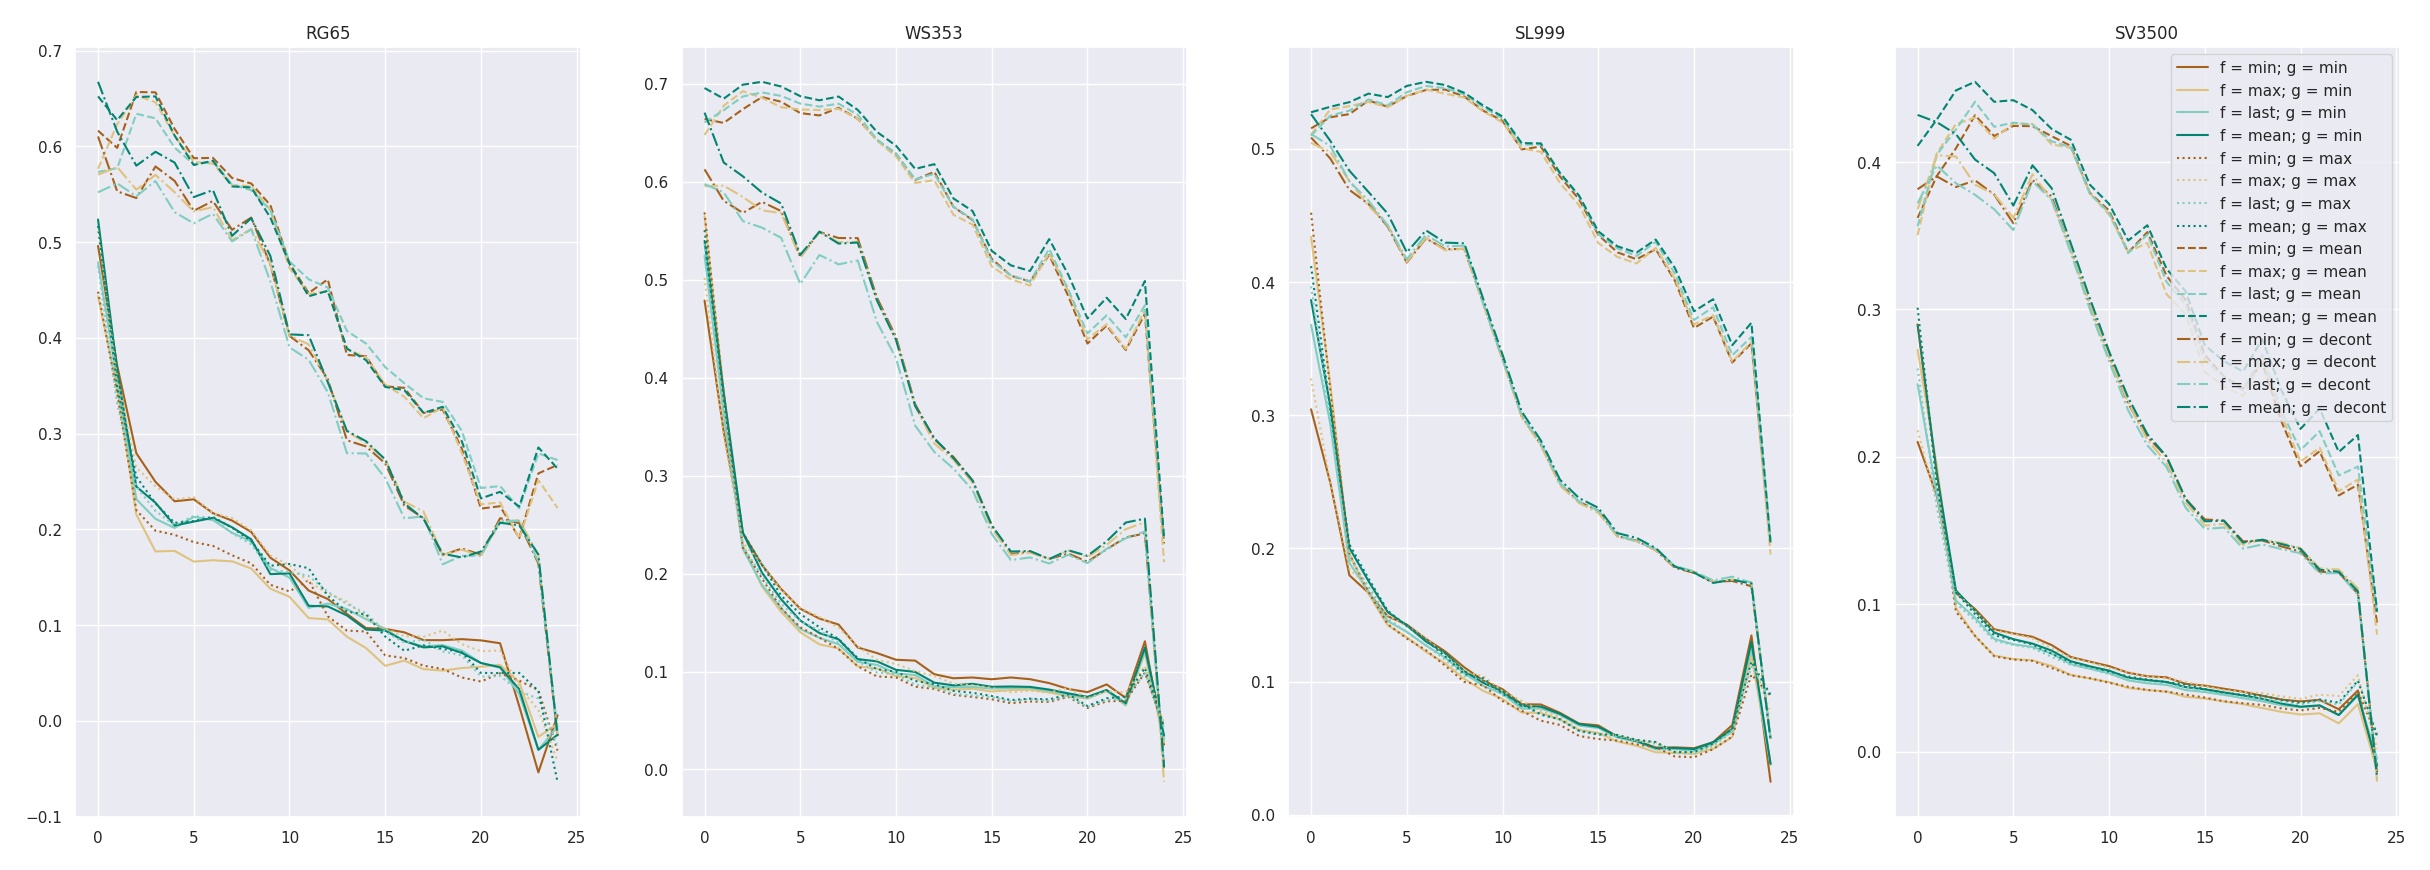 RG65
0.7
0.6
0.5
0.4
0.3
0.2
0.1
0.0
−0.1
0 5 10 15 20 25
WS353
0.7
0.6
0.5
0.4
0.3
0.2
0.1
0.0
0 5 10 15 20 25
SL999
0.5
0.4
0.3
0.2
0.1
0.0
0 5 10 15 20 25
SV3500
0.4
0.3
0.2
0.1
0.0
0 5 10 15 20 25
f = min; g = min
f = max; g = min
f = last; g = min
f = mean; g = min
f = min; g = max
f = max; g = max
f = last; g = max
f = mean; g = max
f = min; g = mean
f = max; g = mean
f = last; g = mean
f = mean; g = mean
f = min; g = decont
f = max; g = decont
f = last; g = decont
f = mean; g = decont